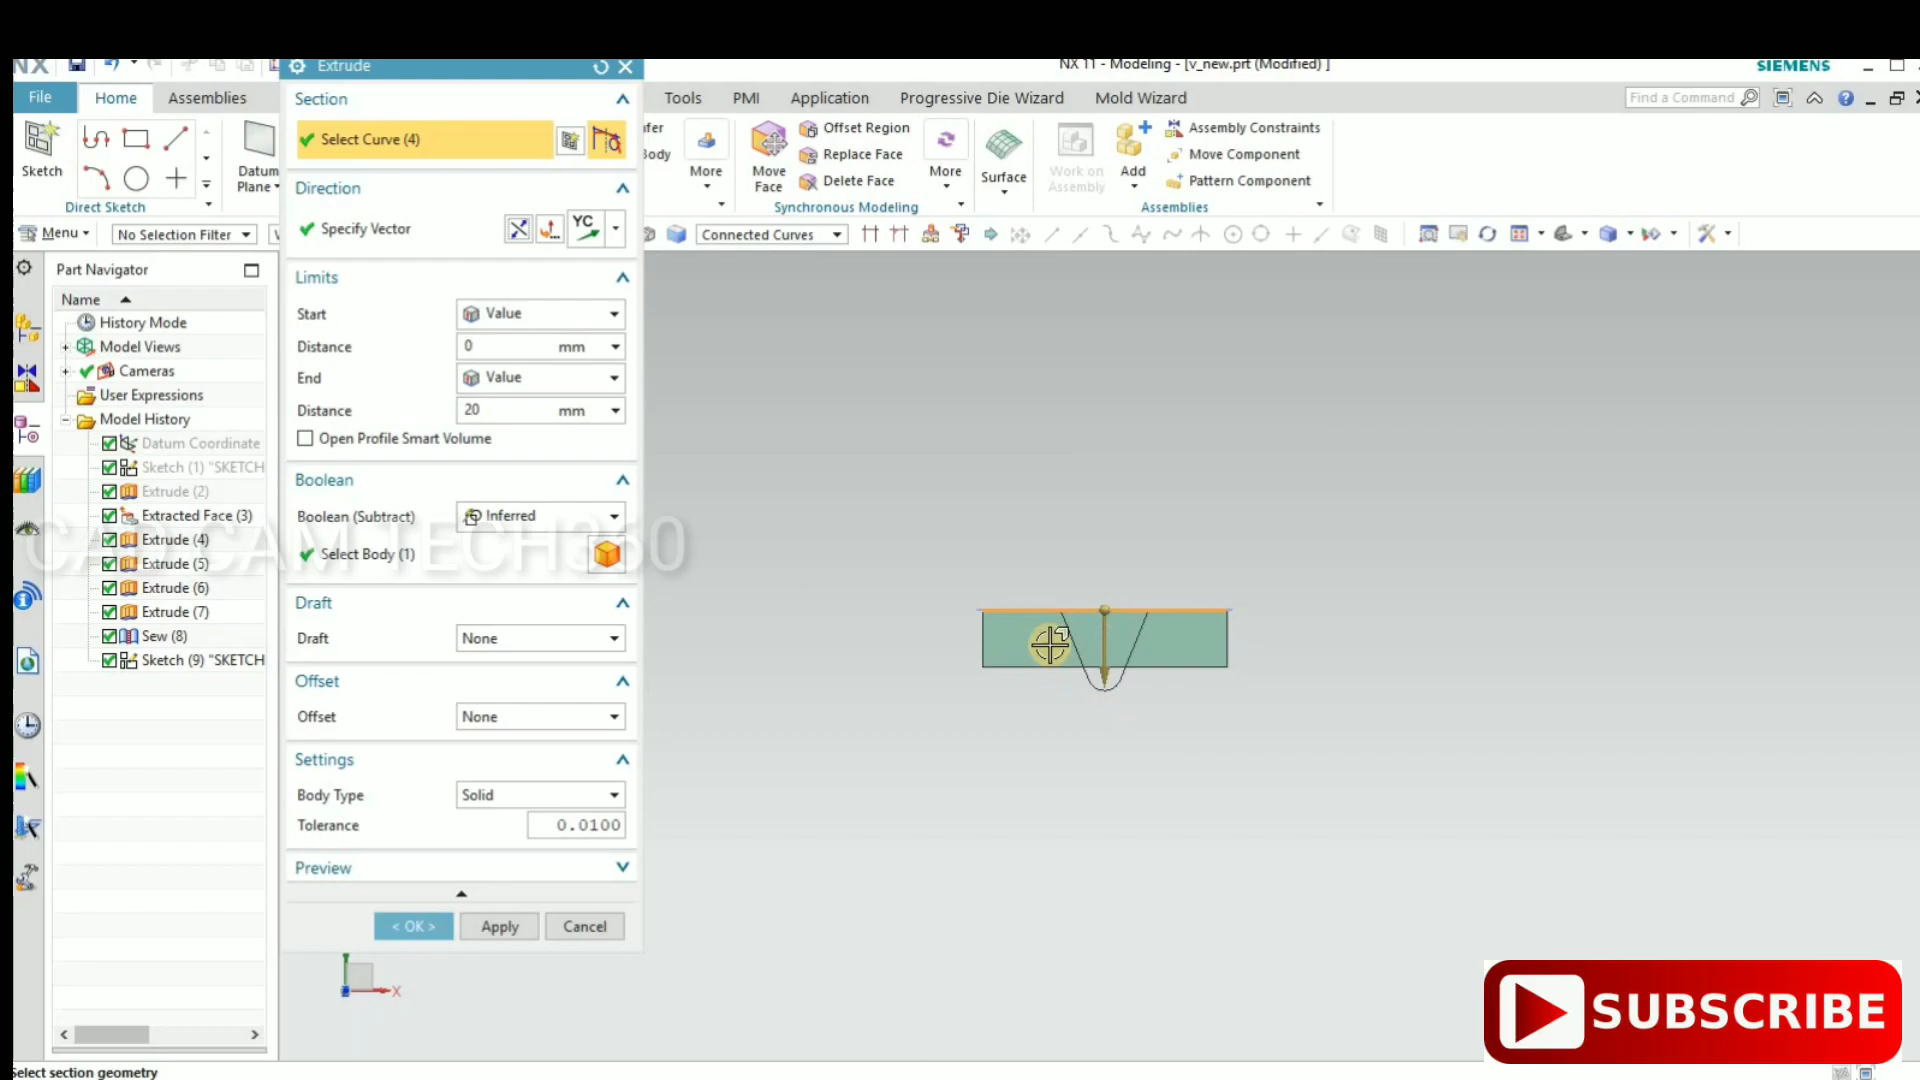 NX
Extrude
NX 11 - Modeling - [v_new.prt (Modified) ]
SIEMENS
File
Home
Assemblies
Tools
PMI
Application
Progressive Die Wizard
Mold Wizard
Find a Command
Section
Select Curve (4)
Direction
Specify Vector
YC
Limits
Start
Value
Distance
0
mm
End
Value
Distance
20
mm
Open Profile Smart Volume
Boolean
Boolean (Subtract)
Inferred
Select Body (1)
Draft
Draft
None
Offset
Offset
None
Settings
Body Type
Solid
Tolerance
0.0100
Preview
< OK >
Apply
Cancel
Sketch
Direct Sketch
Datum
Plane
More
Move
Face
Offset Region
Replace Face
Delete Face
More
Synchronous Modeling
Surface
Work on
Assembly
Add
Assembly Constraints
Move Component
Pattern Component
Assemblies
Menu
No Selection Filter
Connected Curves
Part Navigator
Name
History Mode
Model Views
Cameras
User Expressions
Model History
Datum Coordinate
Sketch (1) "SKETCH
Extrude (2)
Extracted Face (3)
Extrude (4)
Extrude (5)
Extrude (6)
Extrude (7)
Sew (8)
Sketch (9) "SKETCH
CAD CAM TECH360
X
SUBSCRIBE
Select section geometry